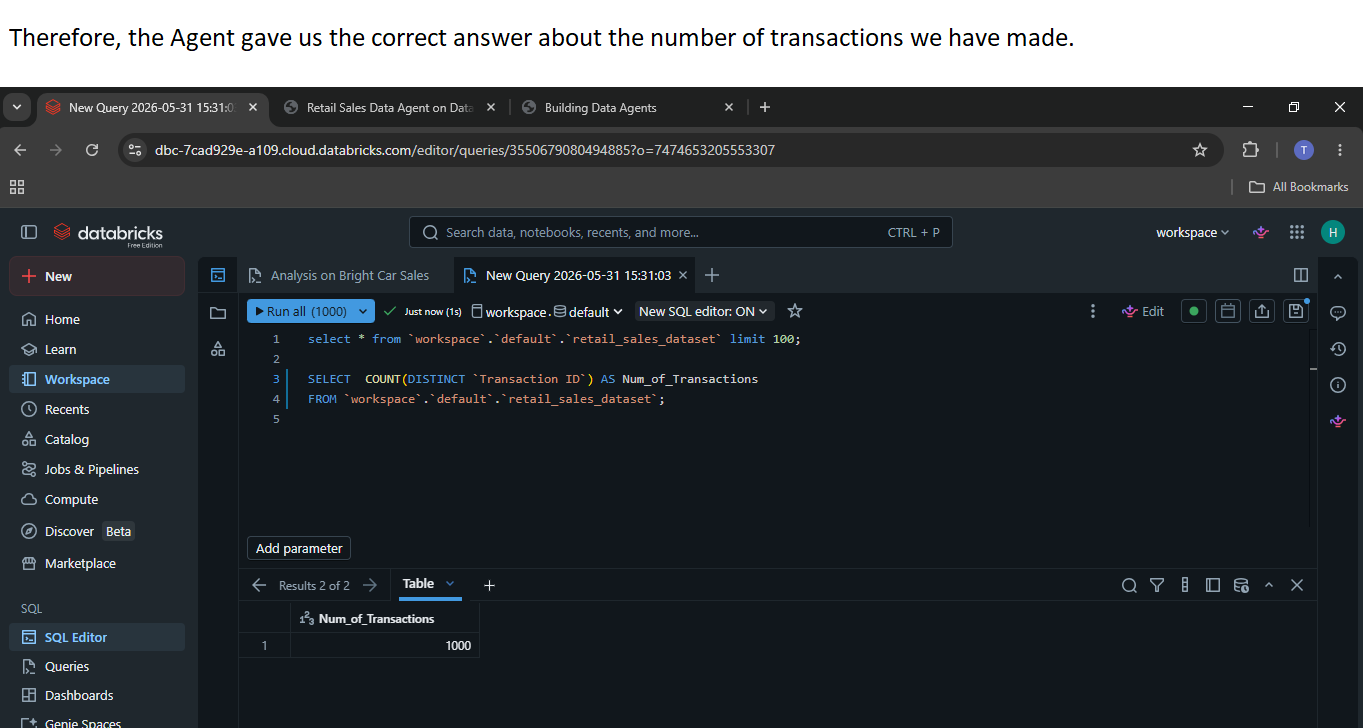 Therefore, the Agent gave us the correct answer about the number of transactions we have made.
New Query 2026-05-31 15:31:0
Retail Sales Data Agent on Data
Building Data Agents
dbc-7cad929e-a109.cloud.databricks.com/editor/queries/3550679080494885?o=7474653205553307
T
All Bookmarks
databricks
Free Edition
Search data, notebooks, recents, and more...
CTRL + P
workspace
H
New
Analysis on Bright Car Sales
New Query 2026-05-31 15:31:03
Run all (1000)
Just now (1s)
workspace.
default
New SQL editor: ON
Edit
Home
Learn
Workspace
Recents
Catalog
Jobs & Pipelines
Compute
Discover Beta
Marketplace
SQL
SQL Editor
Queries
Dashboards
Genie Spaces
1 select * from `workspace`.`default`.`retail_sales_dataset` limit 100;
2
3 SELECT COUNT(DISTINCT `Transaction ID`) AS Num_of_Transactions
4 FROM `workspace`.`default`.`retail_sales_dataset`;
5
Add parameter
Results 2 of 2
Table
123 Num_of_Transactions
1 1000